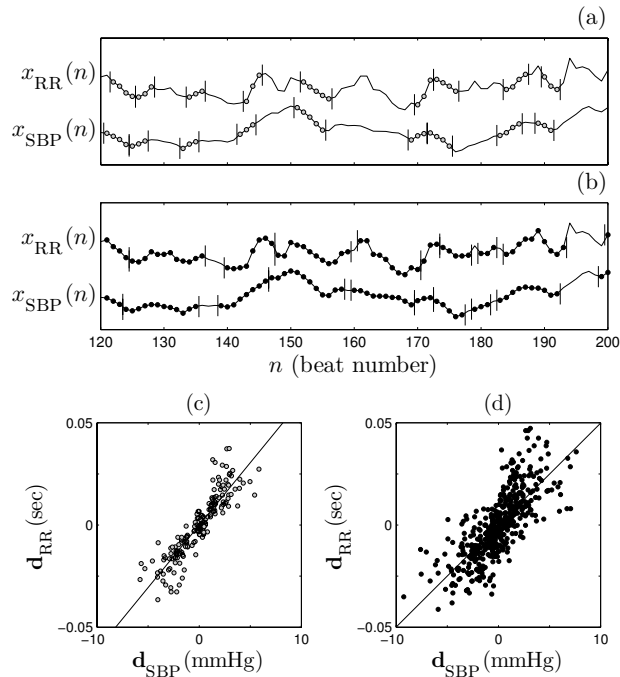 (a)
x_RR(n)
x_SBP(n)
(b)
x_RR(n)
x_SBP(n)
120 130 140 150 160 170 180 190 200
n (beat number)
(c) (d)
0.05 0.05
d_RR (sec) d_RR (sec)
0 0
−0.05 −0.05
−10 0 10 −10 0 10
d_SBP (mmHg) d_SBP (mmHg)